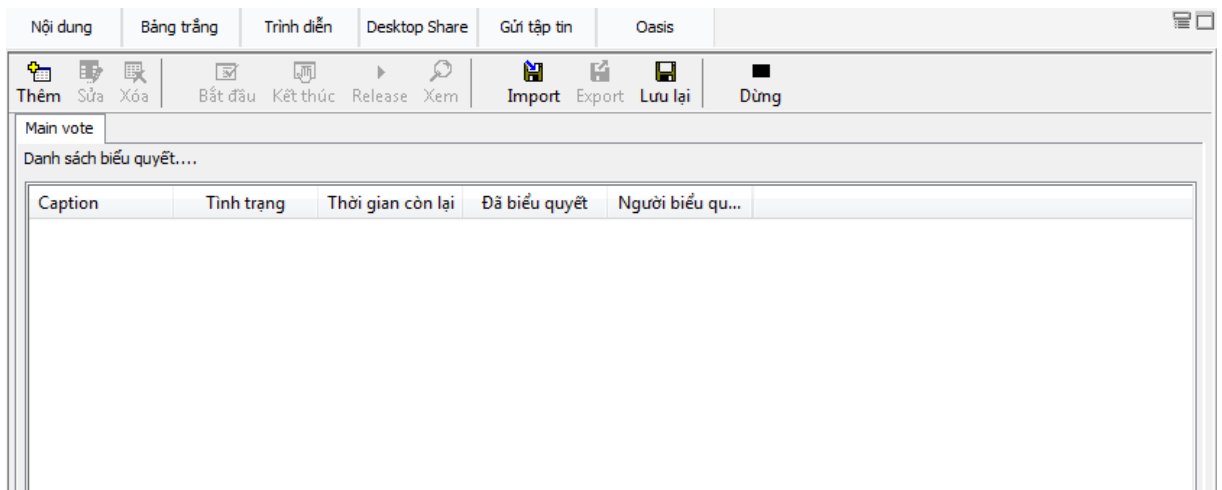 Nội dung Bảng trắng Trình diễn Desktop Share Gửi tập tin Oasis
Thêm Sửa Xóa Bắt đầu Kết thúc Release Xem Import Export Lưu lại Dừng
Main vote
Danh sách biểu quyết....
Caption Tình trạng Thời gian còn lại Đã biểu quyết Người biểu qu...